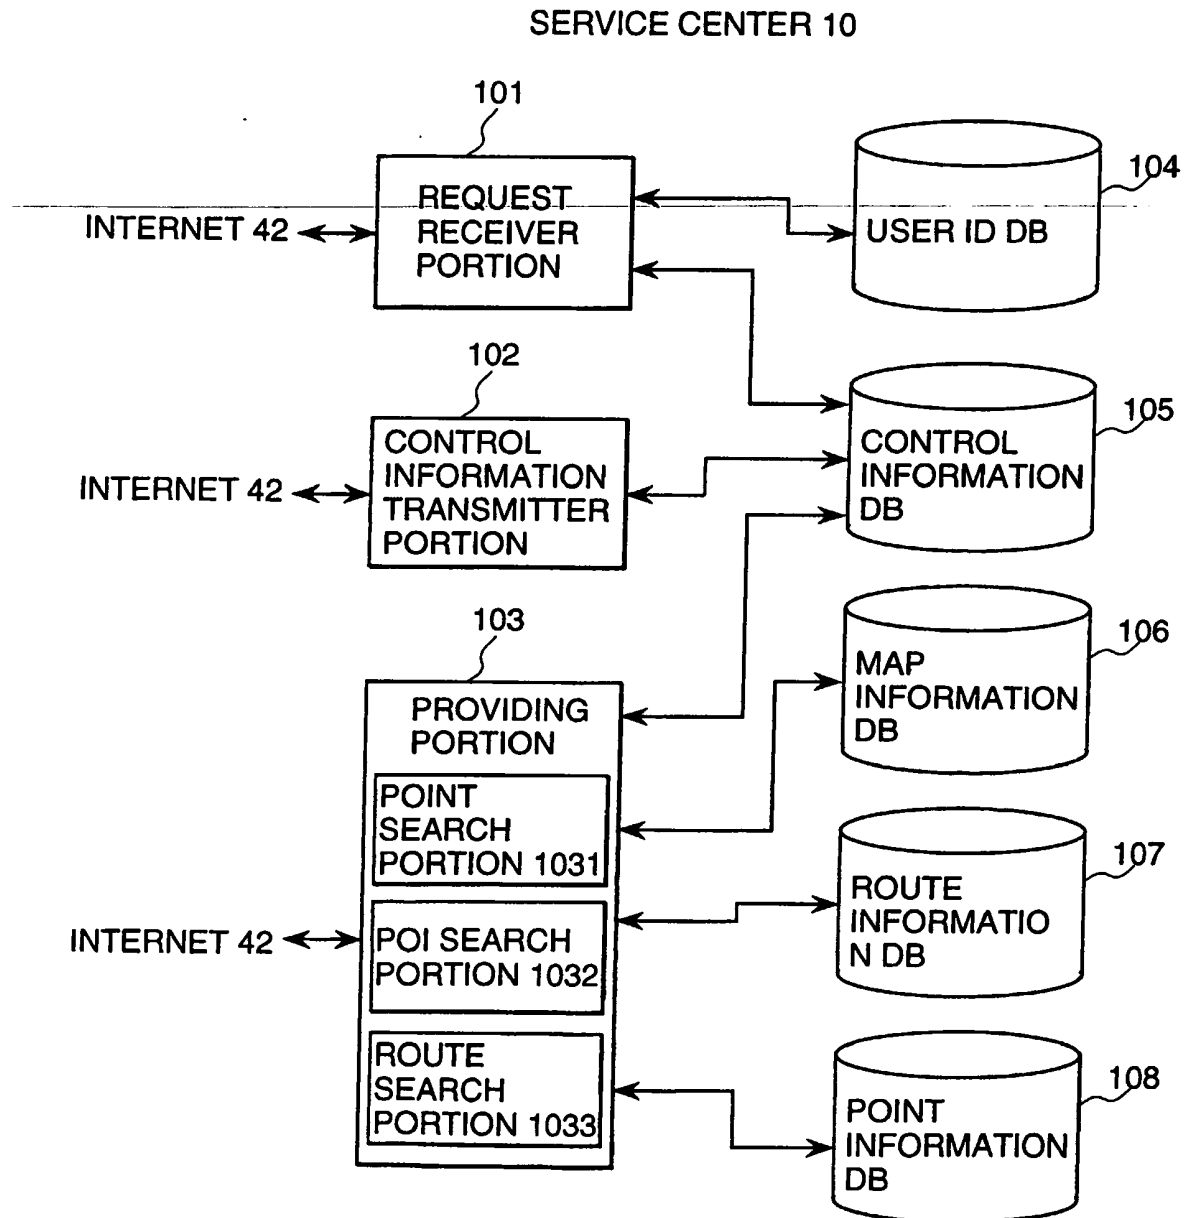 SERVICE CENTER 10
101
REQUEST
RECEIVER
PORTION
INTERNET 42
104
USER ID DB
102
CONTROL
INFORMATION
TRANSMITTER
PORTION
INTERNET 42
105
CONTROL
INFORMATION
DB
103
PROVIDING
PORTION
POINT
SEARCH
PORTION 1031
POI SEARCH
PORTION 1032
ROUTE
SEARCH
PORTION 1033
INTERNET 42
106
MAP
INFORMATION
DB
107
ROUTE
INFORMATIO
N DB
108
POINT
INFORMATION
DB